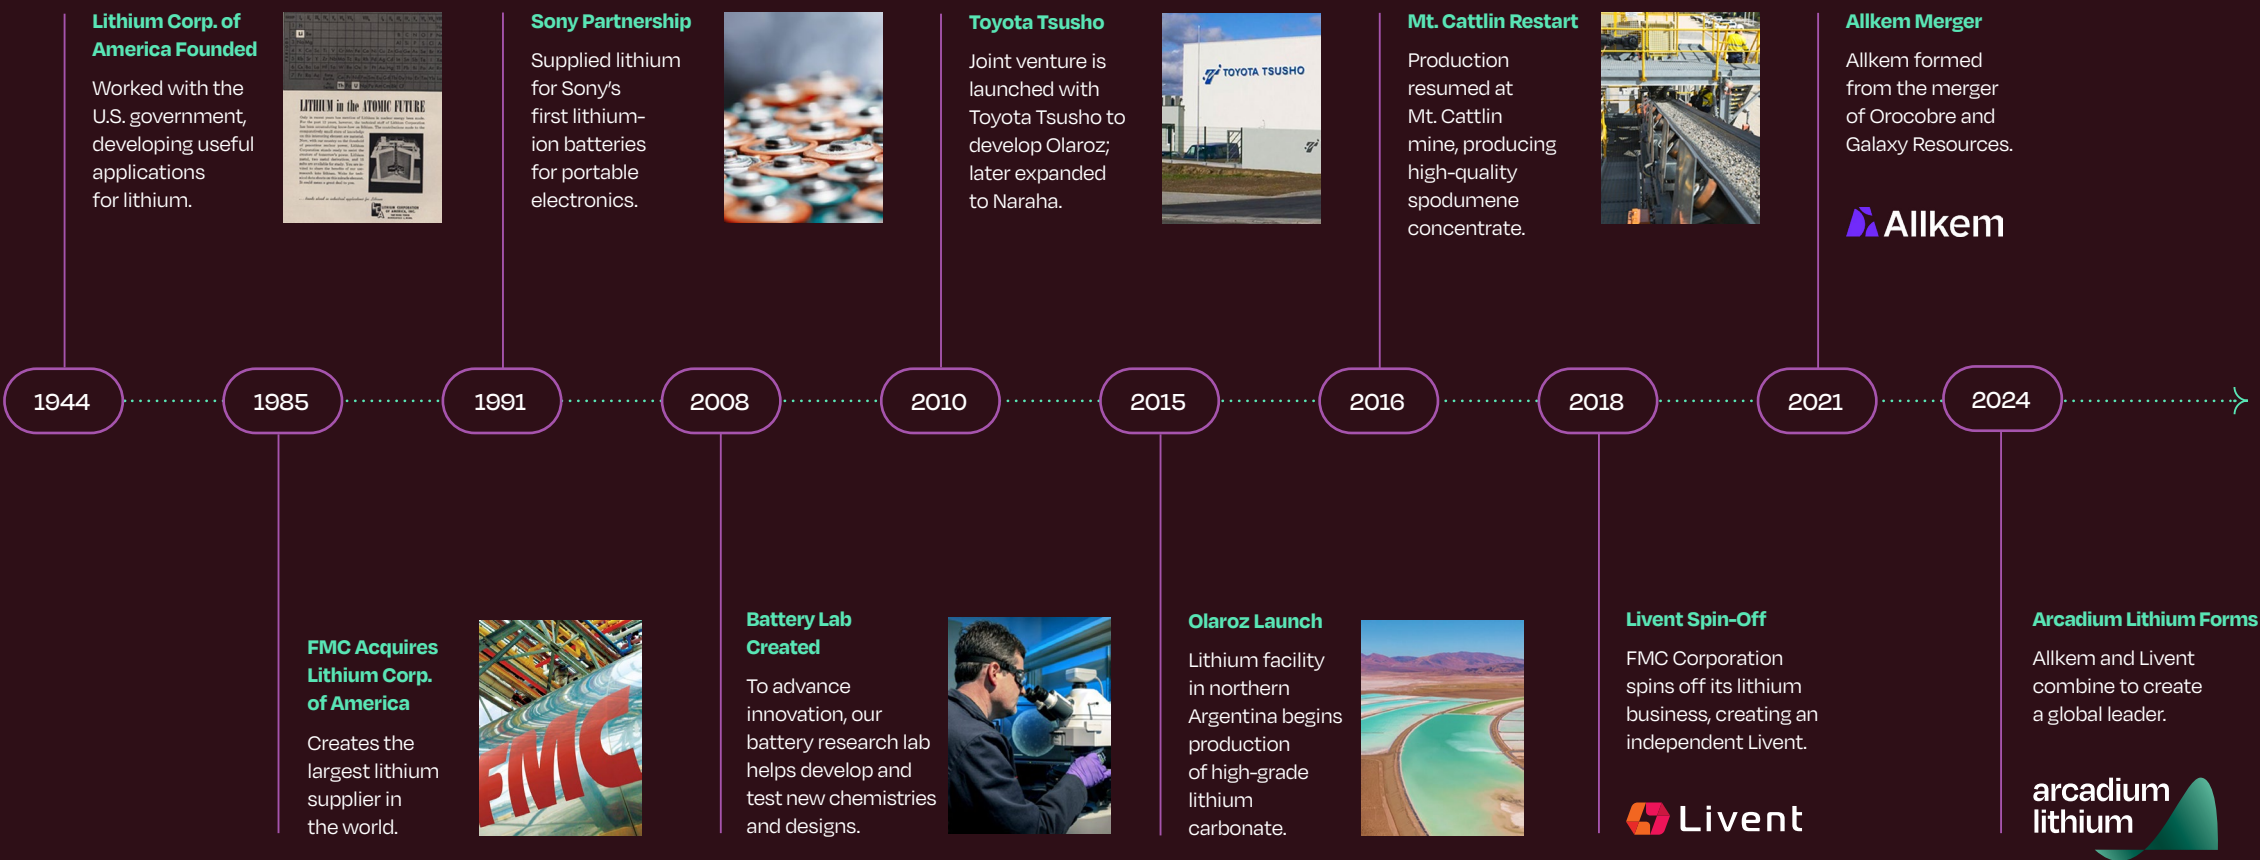 Lithium Corp. of
America Founded
Worked with the
U.S. government,
developing useful
applications
for lithium.
LITHIUM in the ATOMIC FUTURE
Sony Partnership
Supplied lithium
for Sony's
first lithium-
ion batteries
for portable
electronics.
Toyota Tsusho
Joint venture is
launched with
Toyota Tsusho to
develop Olaroz;
later expanded
to Naraha.
TOYOTA TSUSHO
Mt. Cattlin Restart
Production
resumed at
Mt. Cattlin
mine, producing
high-quality
spodumene
concentrate.
Allkem Merger
Allkem formed
from the merger
of Orocobre and
Galaxy Resources.
Allkem
1944
1985
1991
2008
2010
2015
2016
2018
2021
2024
FMC Acquires
Lithium Corp.
of America
Creates the
largest lithium
supplier in
the world.
FMC
Battery Lab
Created
To advance
innovation, our
battery research lab
helps develop and
test new chemistries
and designs.
Olaroz Launch
Lithium facility
in northern
Argentina begins
production
of high-grade
lithium
carbonate.
Livent Spin-Off
FMC Corporation
spins off its lithium
business, creating an
independent Livent.
Livent
Arcadium Lithium Forms
Allkem and Livent
combine to create
a global leader.
arcadium
lithium